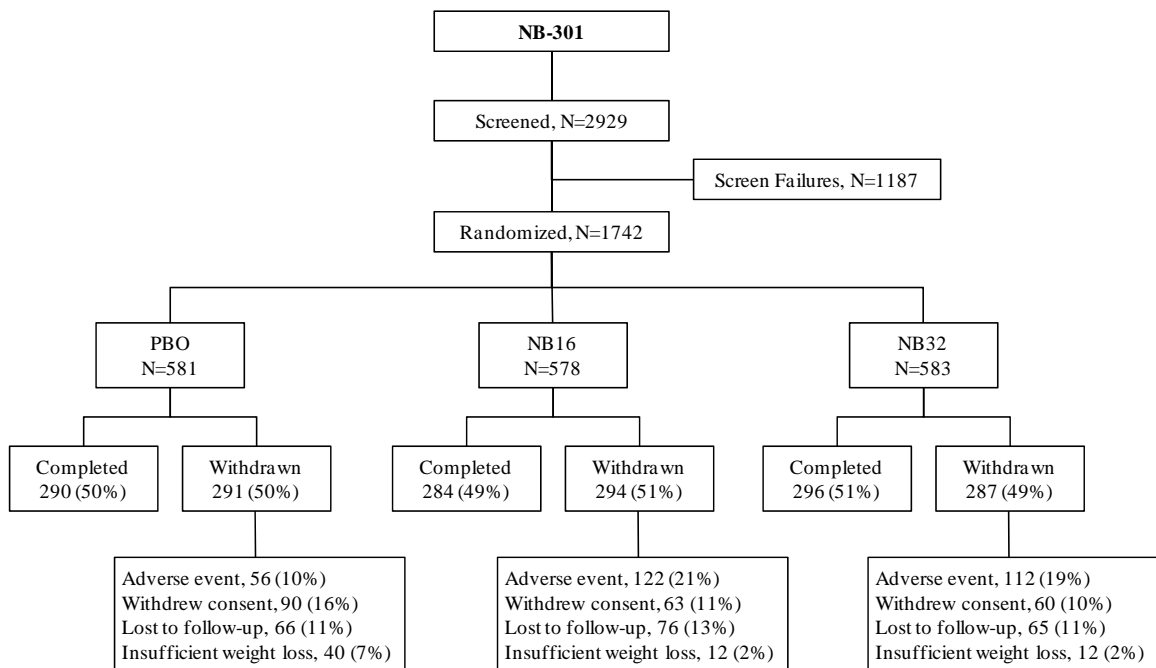 NB-301
Screened, N=2929
Screen Failures, N=1187
Randomized, N=1742
PBO
N=581
NB16
N=578
NB32
N=583
Completed
290 (50%)
Withdrawn
291 (50%)
Completed
284 (49%)
Withdrawn
294 (51%)
Completed
296 (51%)
Withdrawn
287 (49%)
Adverse event, 56 (10%)
Withdrew consent, 90 (16%)
Lost to follow-up, 66 (11%)
Insufficient weight loss, 40 (7%)
Adverse event, 122 (21%)
Withdrew consent, 63 (11%)
Lost to follow-up, 76 (13%)
Insufficient weight loss, 12 (2%)
Adverse event, 112 (19%)
Withdrew consent, 60 (10%)
Lost to follow-up, 65 (11%)
Insufficient weight loss, 12 (2%)